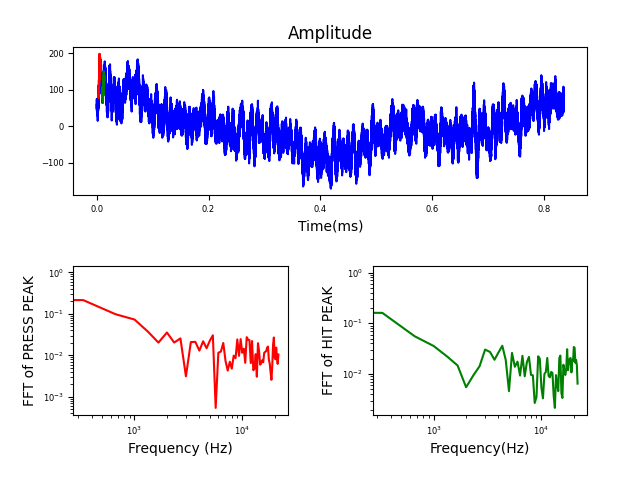 Amplitude
200
100
0
−100
0.0 0.2 0.4 0.6 0.8
Time(ms)
FFT of PRESS PEAK
10⁰
10⁻¹
10⁻²
10⁻³
10³ 10⁴
Frequency (Hz)
FFT of HIT PEAK
10⁰
10⁻¹
10⁻²
10³ 10⁴
Frequency(Hz)